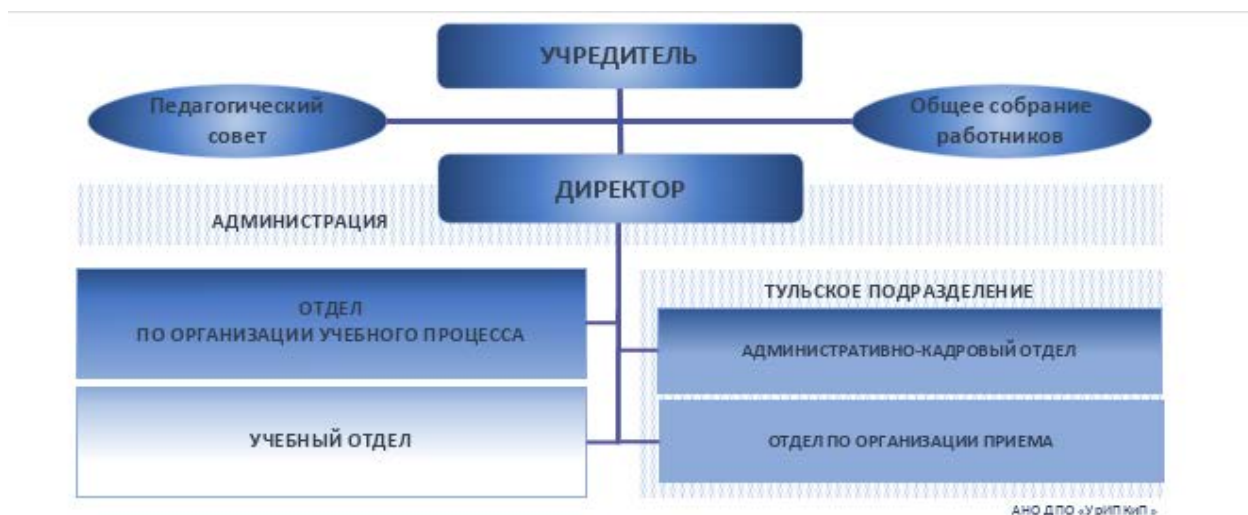 УЧРЕДИТЕЛЬ
Педагогический
совет
Общее собрание
работников
ДИРЕКТОР
АДМИНИСТРАЦИЯ
ОТДЕЛ
ПО ОРГАНИЗАЦИИ УЧЕБНОГО ПРОЦЕССА
УЧЕБНЫЙ ОТДЕЛ
ТУЛЬСКОЕ ПОДРАЗДЕЛЕНИЕ
АДМИНИСТРАТИВНО-КАДРОВЫЙ ОТДЕЛ
ОТДЕЛ ПО ОРГАНИЗАЦИИ ПРИЕМА
АНО ДПО «УрИПКиП»